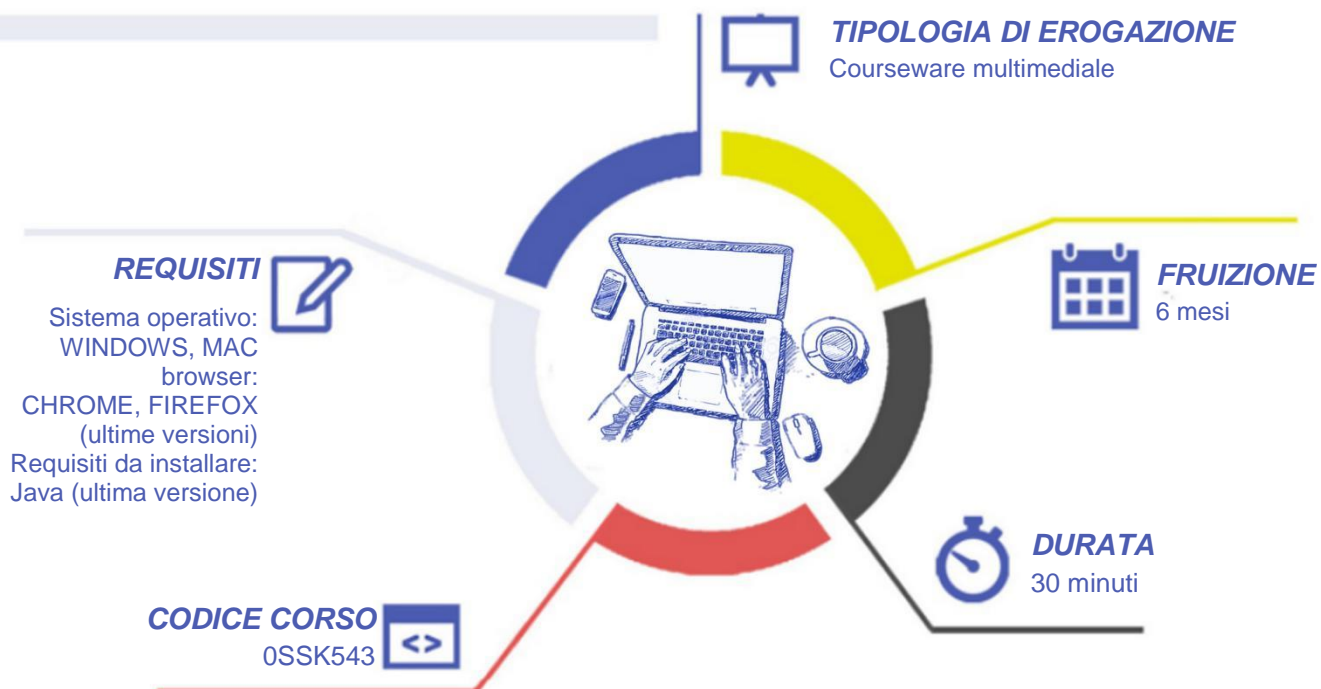 TIPOLOGIA DI EROGAZIONE
Courseware multimediale
REQUISITI
Sistema operativo:
WINDOWS, MAC
browser:
CHROME, FIREFOX
(ultime versioni)
Requisiti da installare:
Java (ultima versione)
FRUIZIONE
6 mesi
DURATA
30 minuti
CODICE CORSO
0SSK543